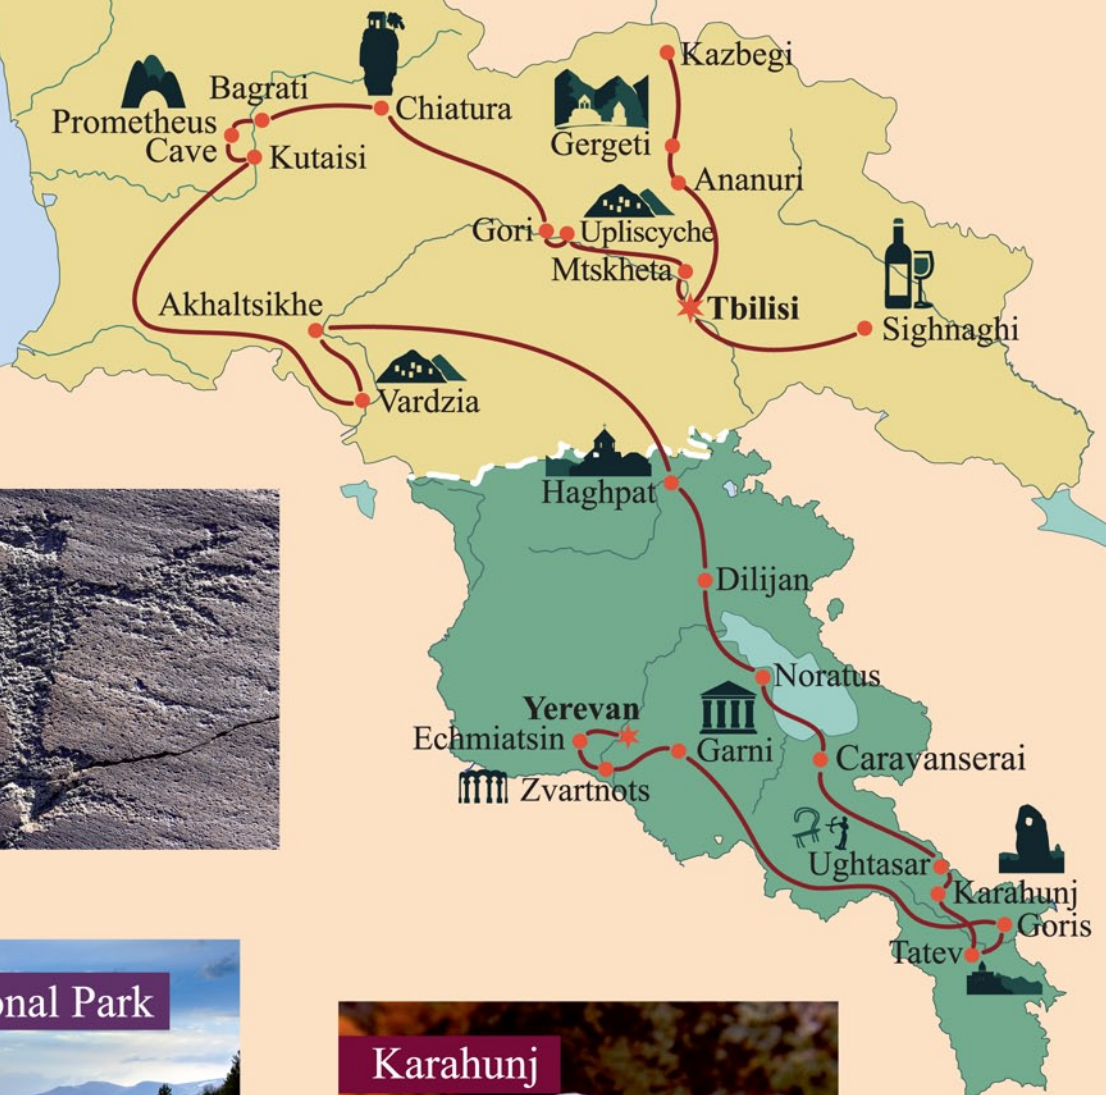 Kazbegi
Bagrati
Chiatura
Prometheus
Cave
Kutaisi
Gergeti
Ananuri
Gori
Upliscyche
Mtskheta
Akhaltsikhe
Tbilisi
Sighnaghi
Vardzia
Haghpat
Dilijan
Noratus
Yerevan
Echmiatsin
Garni
Caravanserai
Zvartnots
Ughtasar
Karahunj
Goris
Tatev
onal Park
Karahunj